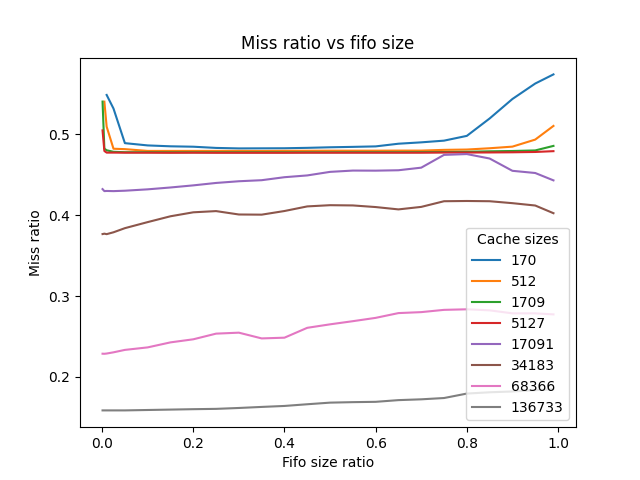 Miss ratio vs fifo size
Miss ratio
0.5
0.4
0.3
0.2
Cache sizes
170
512
1709
5127
17091
34183
68366
136733
0.0 0.2 0.4 0.6 0.8 1.0
Fifo size ratio